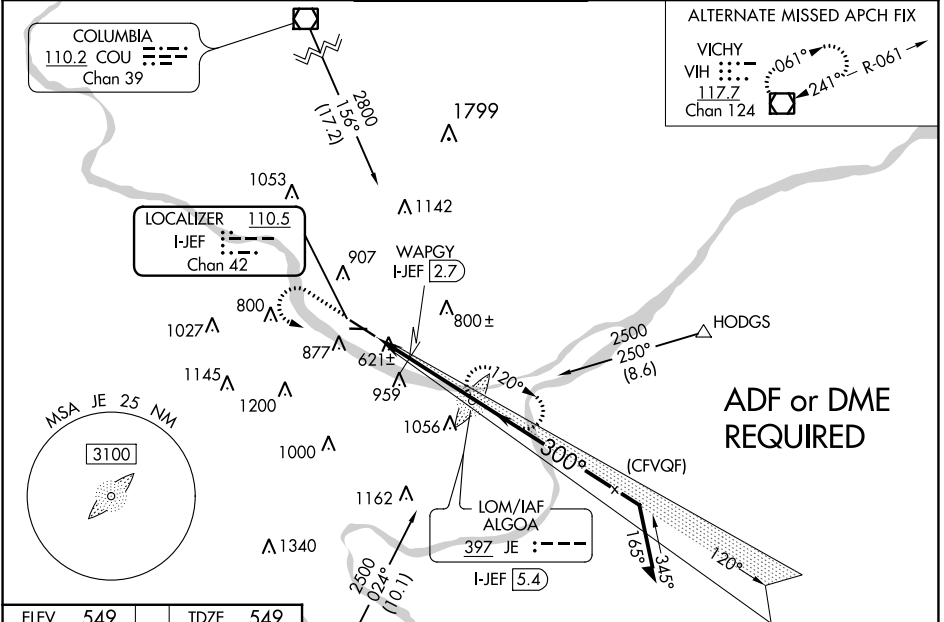 COLUMBIA
110.2 COU
Chan 39
ALTERNATE MISSED APCH FIX
VICHY
VIH
117.7
Chan 124
061°
241°
R-061
2800
156°
(17.2)
1799
1053
1142
LOCALIZER 110.5
I-JEF
Chan 42
907
WAPGY
I-JEF 2.7
800
800±
HODGS
1027
877
621±
2500
250°
(8.6)
1145
1200
959
120°
ADF or DME
REQUIRED
MSA JE 25 NM
3100
1056
1000
300°
(CFVQF)
1162
LOM/IAF
ALGOA
397 JE
I-JEF 5.4
165°
345°
120°
1340
2500
024°
(10.1)
ELEV 549
TDZE 549